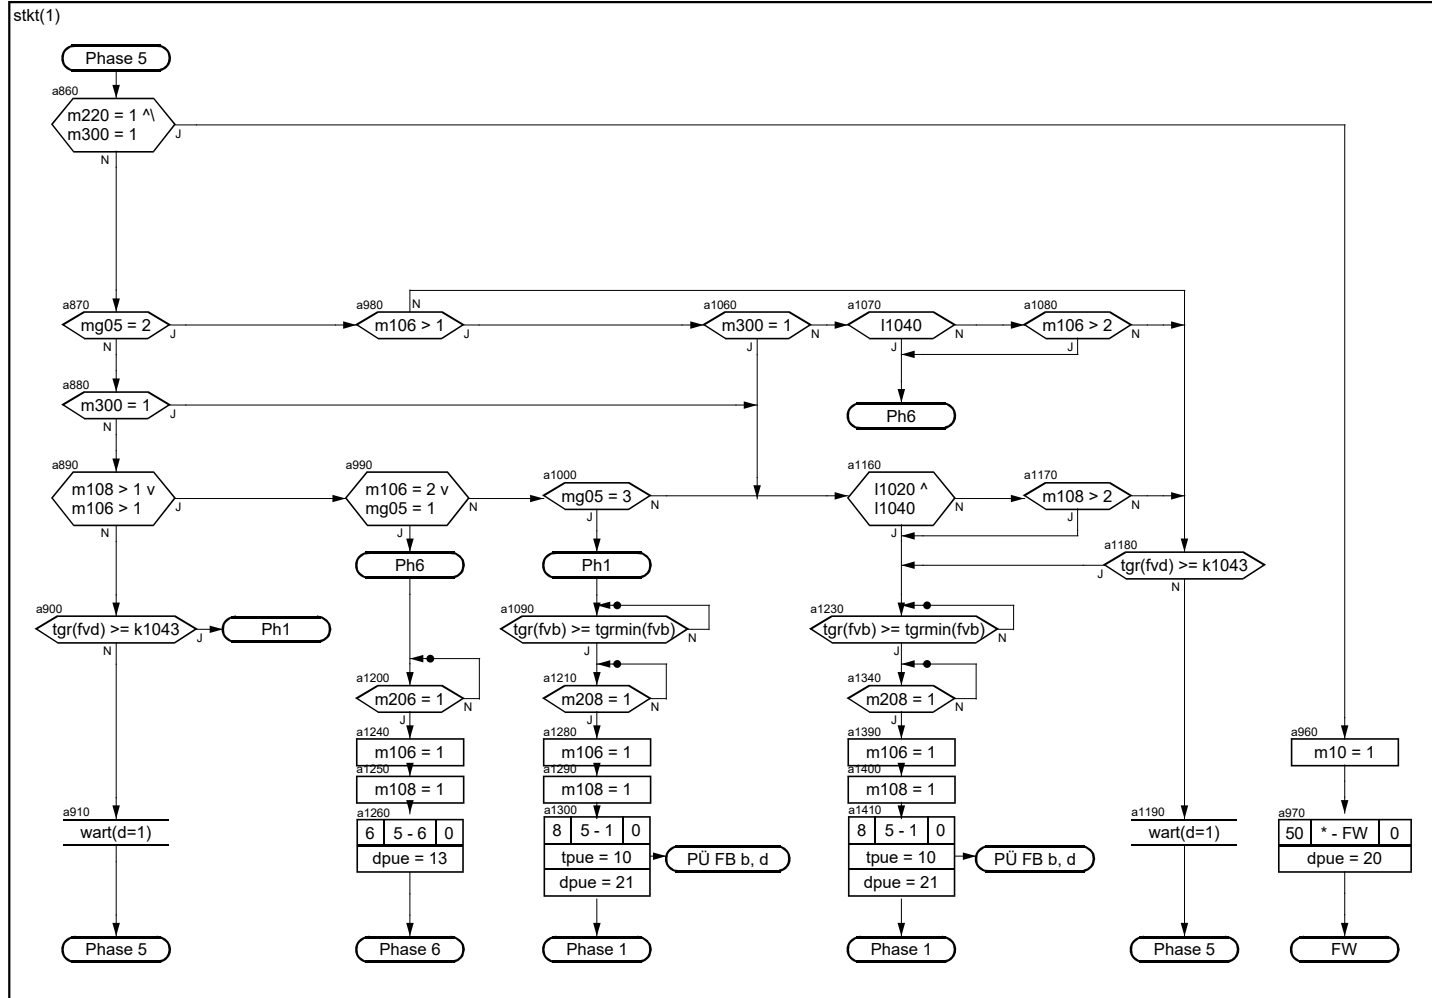 stkt(1)
Phase 5
a860
m220 = 1 ^\
m300 = 1
J
N
a870
mg05 = 2
J
N
a980
N
m106 > 1
J
a1060
m300 = 1
N
J
a1070
l1040
N
J
a1080
m106 > 2
N
J
a880
m300 = 1
J
N
Ph6
a890
m108 > 1 v
m106 > 1
J
N
a990
m106 = 2 v
mg05 = 1
N
J
a1000
mg05 = 3
N
J
a1160
l1020 ^
l1040
N
J
a1170
m108 > 2
N
J
Ph6
Ph1
a1180
tgr(fvd) >= k1043
J
N
a900
tgr(fvd) >= k1043
J
N
Ph1
a1090
tgr(fvb) >= tgrmin(fvb)
N
J
a1230
tgr(fvb) >= tgrmin(fvb)
N
J
a1200
m206 = 1
N
J
a1210
m208 = 1
N
J
a1340
m208 = 1
N
J
a1240
m106 = 1
a1280
m106 = 1
a1390
m106 = 1
a960
m10 = 1
a1250
m108 = 1
a1290
m108 = 1
a1400
m108 = 1
a910
wart(d=1)
a1260
6 5 - 6 0
dpue = 13
a1300
8 5 - 1 0
tpue = 10
dpue = 21
PÜ FB b, d
a1410
8 5 - 1 0
tpue = 10
dpue = 21
PÜ FB b, d
a1190
wart(d=1)
a970
50 * - FW 0
dpue = 20
Phase 5
Phase 6
Phase 1
Phase 1
Phase 5
FW